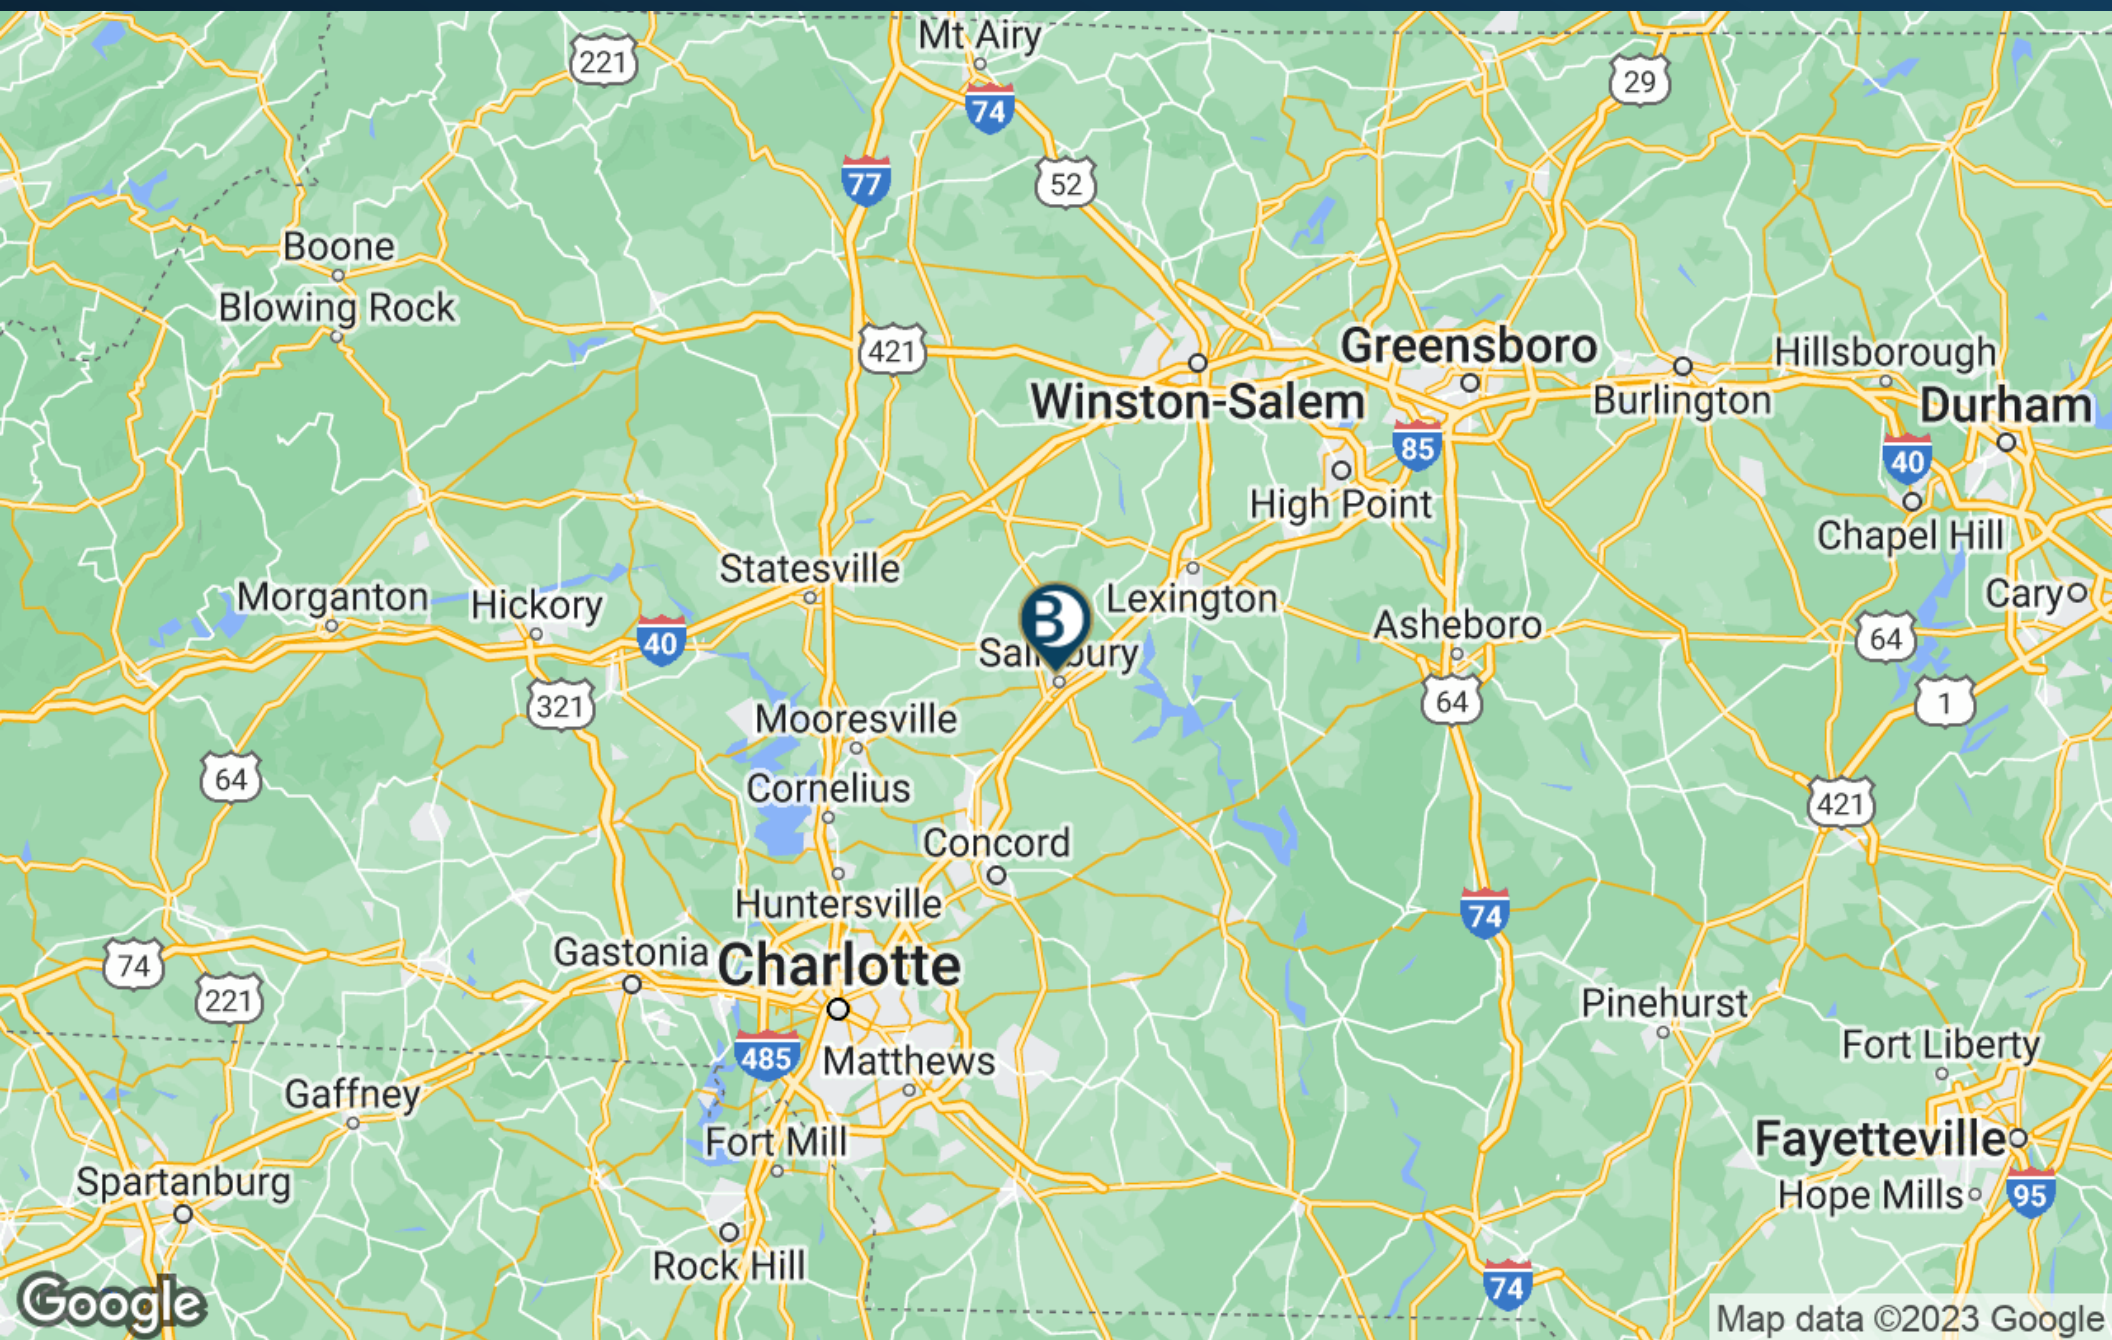 Mt Airy
221
29
74
52
77
Boone
Blowing Rock
421
Greensboro
Hillsborough
Winston-Salem
Burlington
Durham
85
40
High Point
Chapel Hill
Statesville
Morganton
Hickory
Lexington
Cary
B
Asheboro
40
64
Salisbury
321
64
1
Mooresville
64
Cornelius
421
Concord
Huntersville
74
Gastonia
Charlotte
74
221
Pinehurst
485
Matthews
Fort Liberty
Gaffney
Fort Mill
Fayetteville
Spartanburg
Hope Mills
95
Rock Hill
74
Google
Map data ©2023 Google